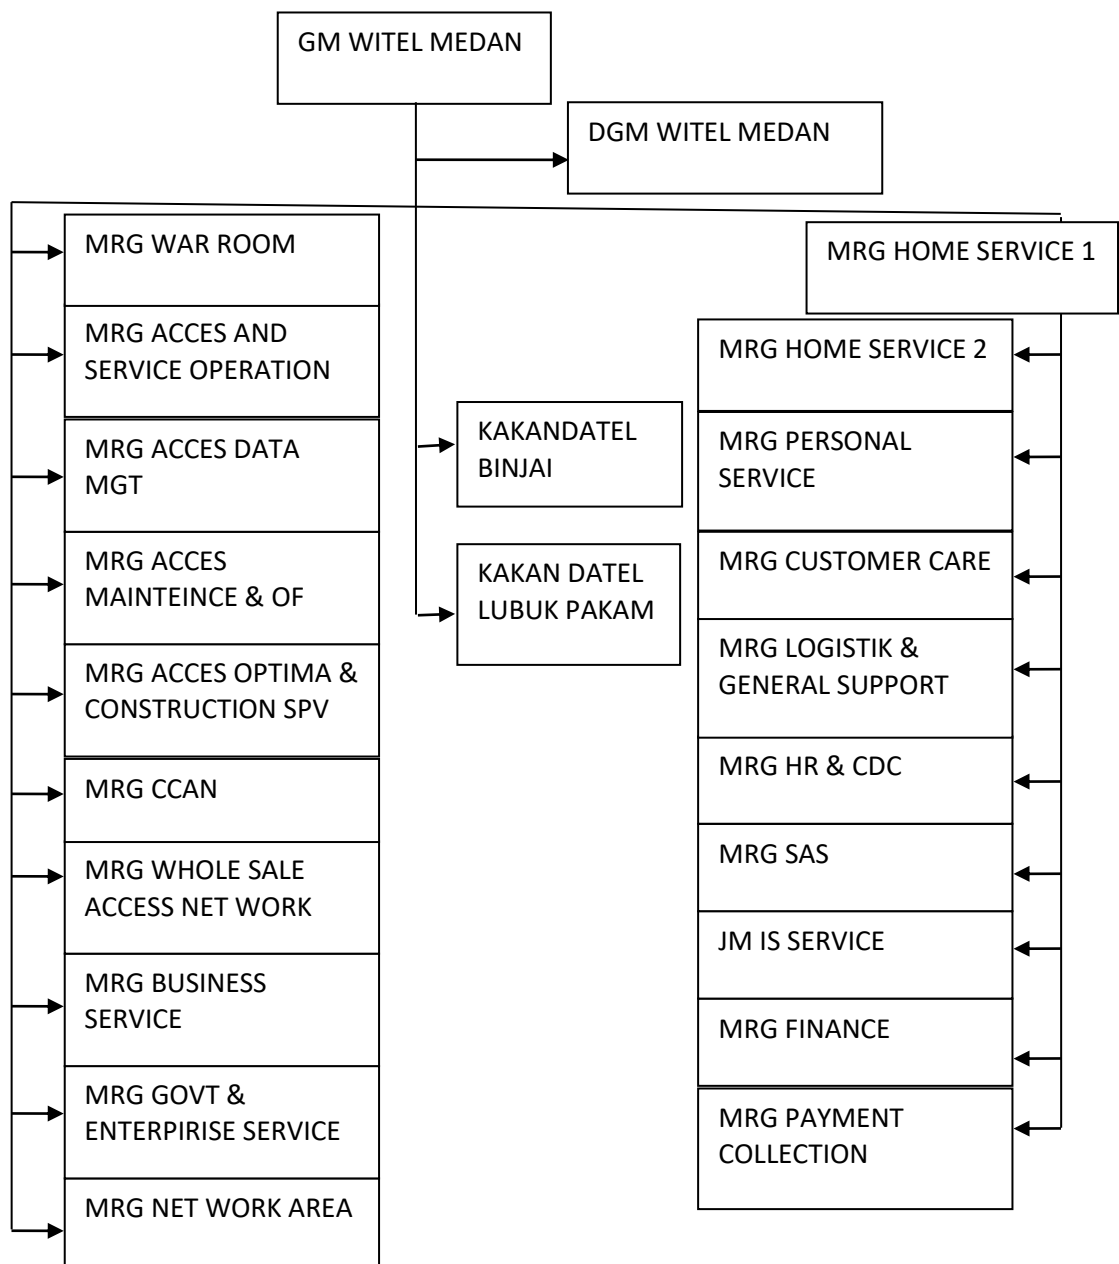 GM WITEL MEDAN
DGM WITEL MEDAN
MRG WAR ROOM
MRG ACCES AND
SERVICE OPERATION
MRG ACCES DATA
MGT
MRG ACCES
MAINTEINCE & OF
MRG ACCES OPTIMA &
CONSTRUCTION SPV
MRG CCAN
MRG WHOLE SALE
ACCESS NET WORK
MRG BUSINESS
SERVICE
MRG GOVT &
ENTERPIRISE SERVICE
MRG NET WORK AREA
KAKANDATEL
BINJAI
KAKAN DATEL
LUBUK PAKAM
MRG HOME SERVICE 1
MRG HOME SERVICE 2
MRG PERSONAL
SERVICE
MRG CUSTOMER CARE
MRG LOGISTIK &
GENERAL SUPPORT
MRG HR & CDC
MRG SAS
JM IS SERVICE
MRG FINANCE
MRG PAYMENT
COLLECTION